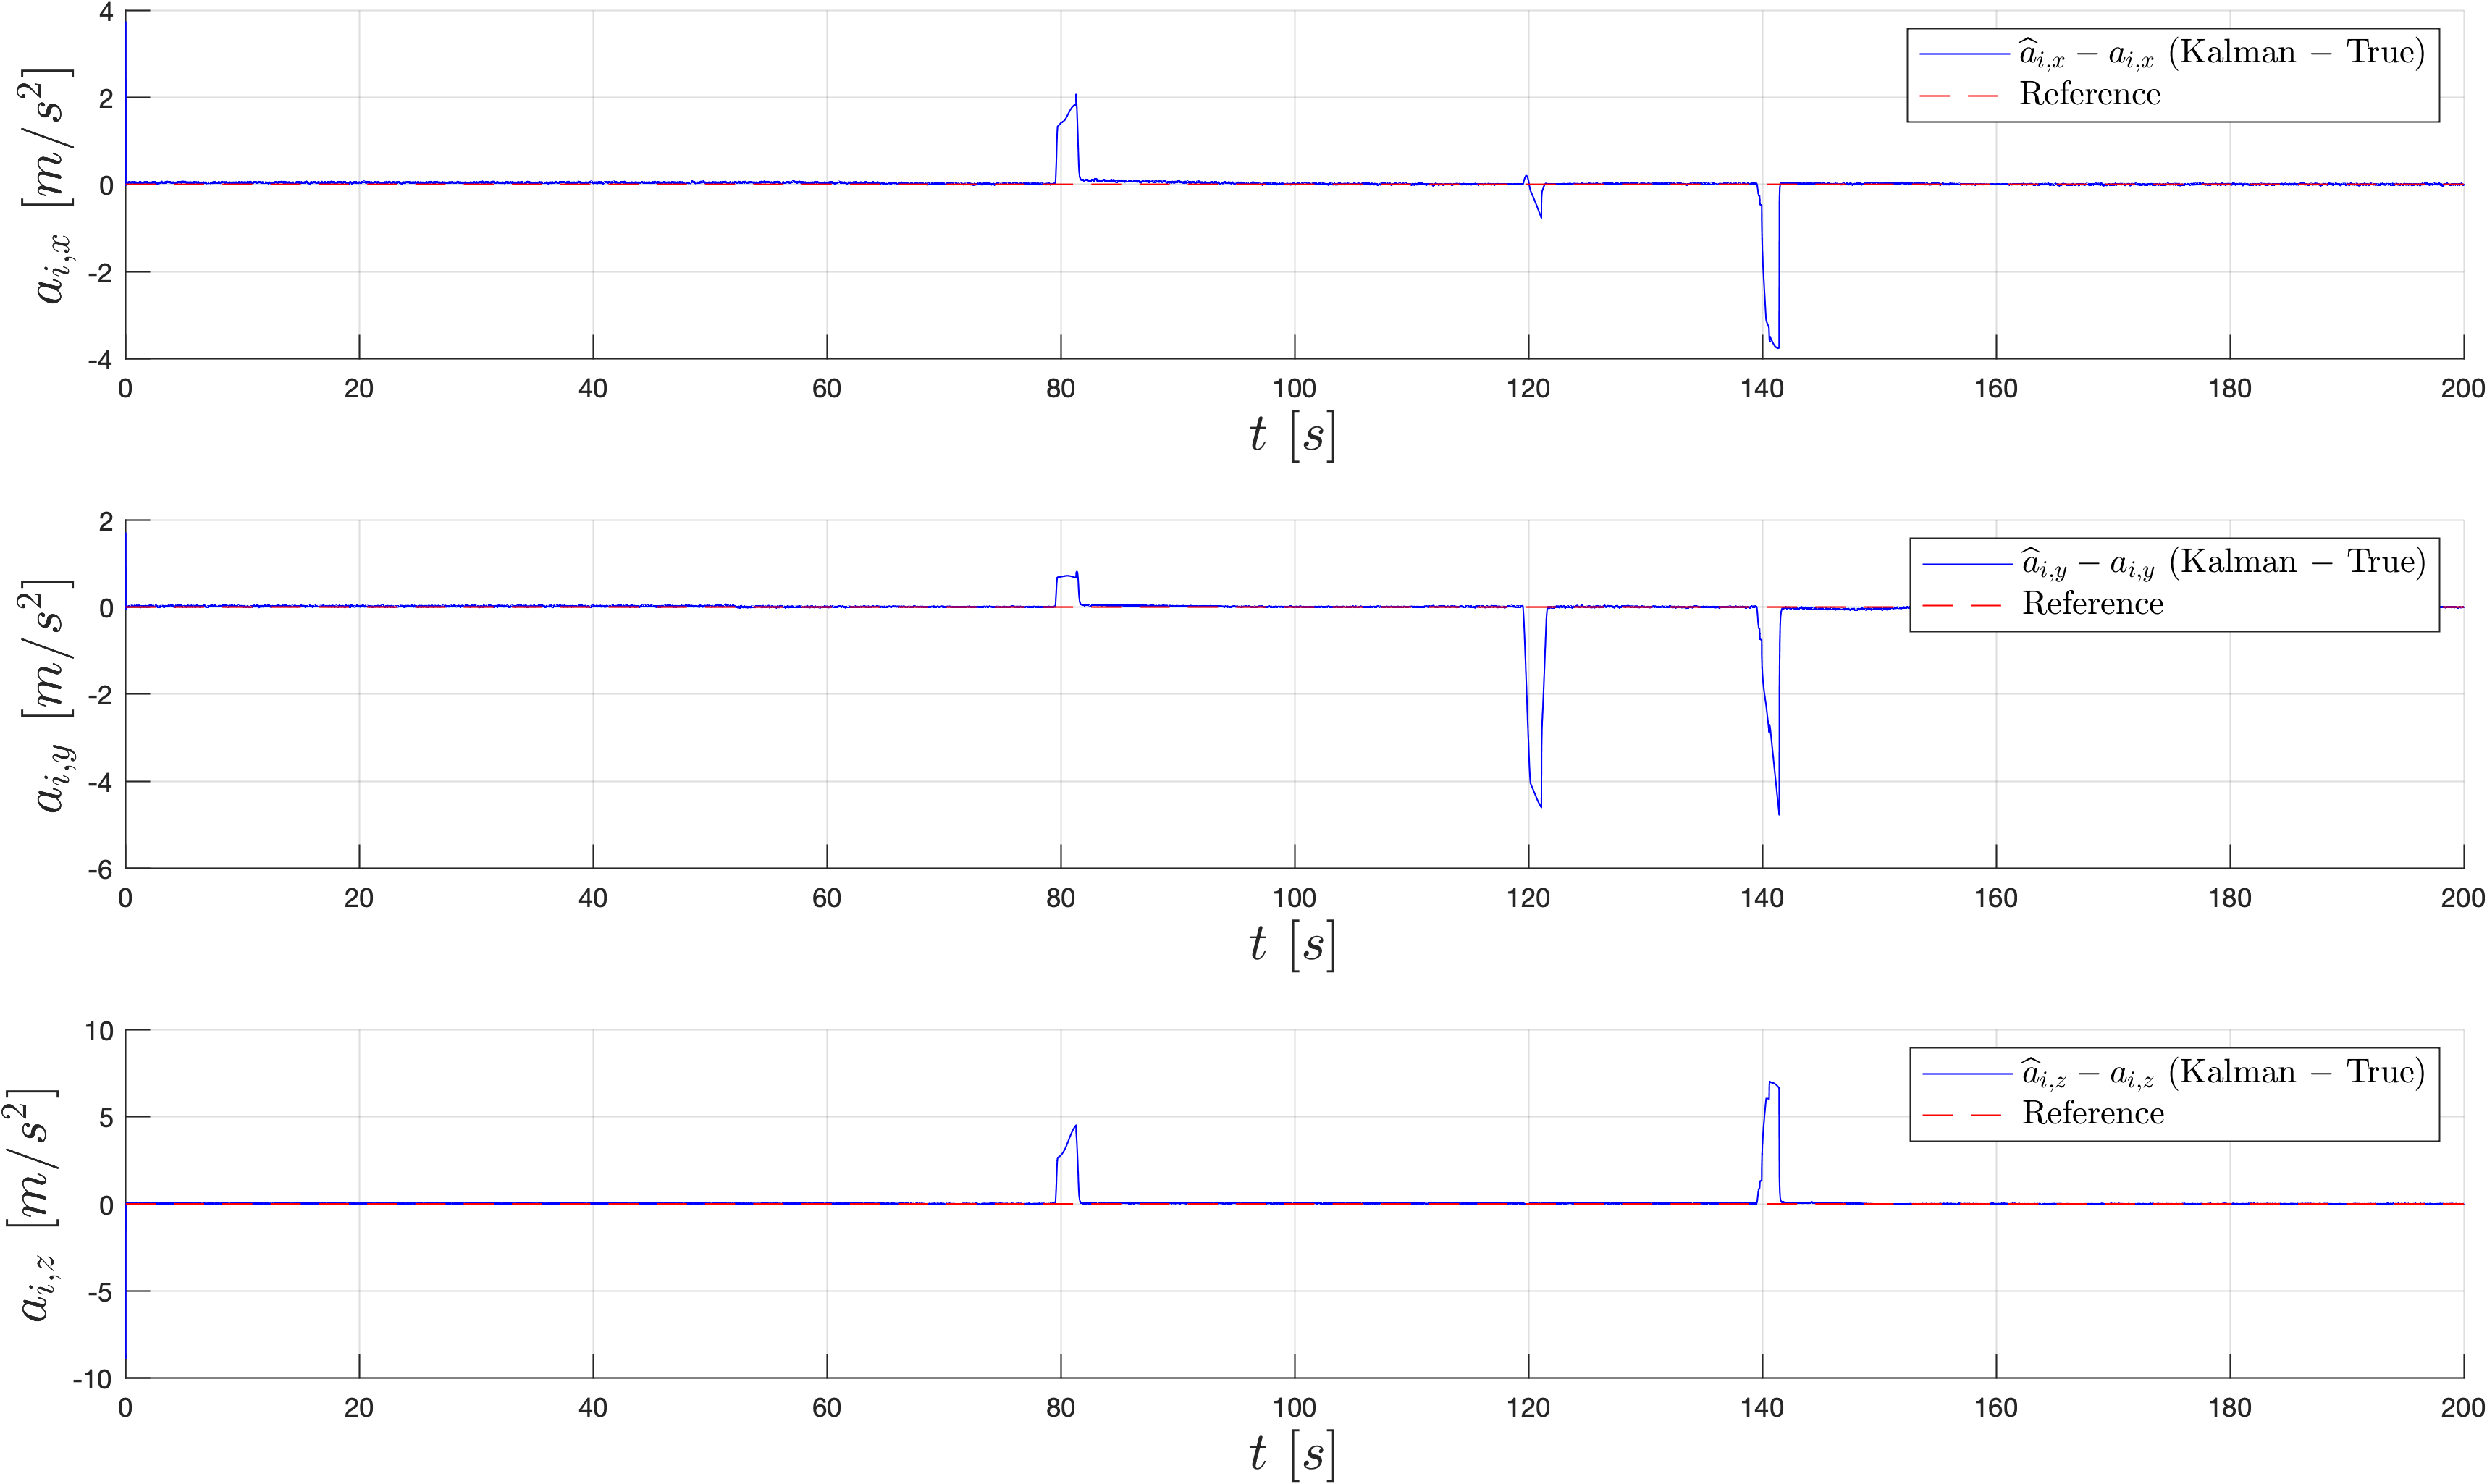 4
2
0
-2
-4
a_{i,x} [m/s^2]
â_{i,x} − a_{i,x} (Kalman − True)
Reference
0 20 40 60 80 100 120 140 160 180 200
t [s]
2
0
-2
-4
-6
a_{i,y} [m/s^2]
â_{i,y} − a_{i,y} (Kalman − True)
Reference
0 20 40 60 80 100 120 140 160 180 200
t [s]
10
5
0
-5
-10
a_{i,z} [m/s^2]
â_{i,z} − a_{i,z} (Kalman − True)
Reference
0 20 40 60 80 100 120 140 160 180 200
t [s]